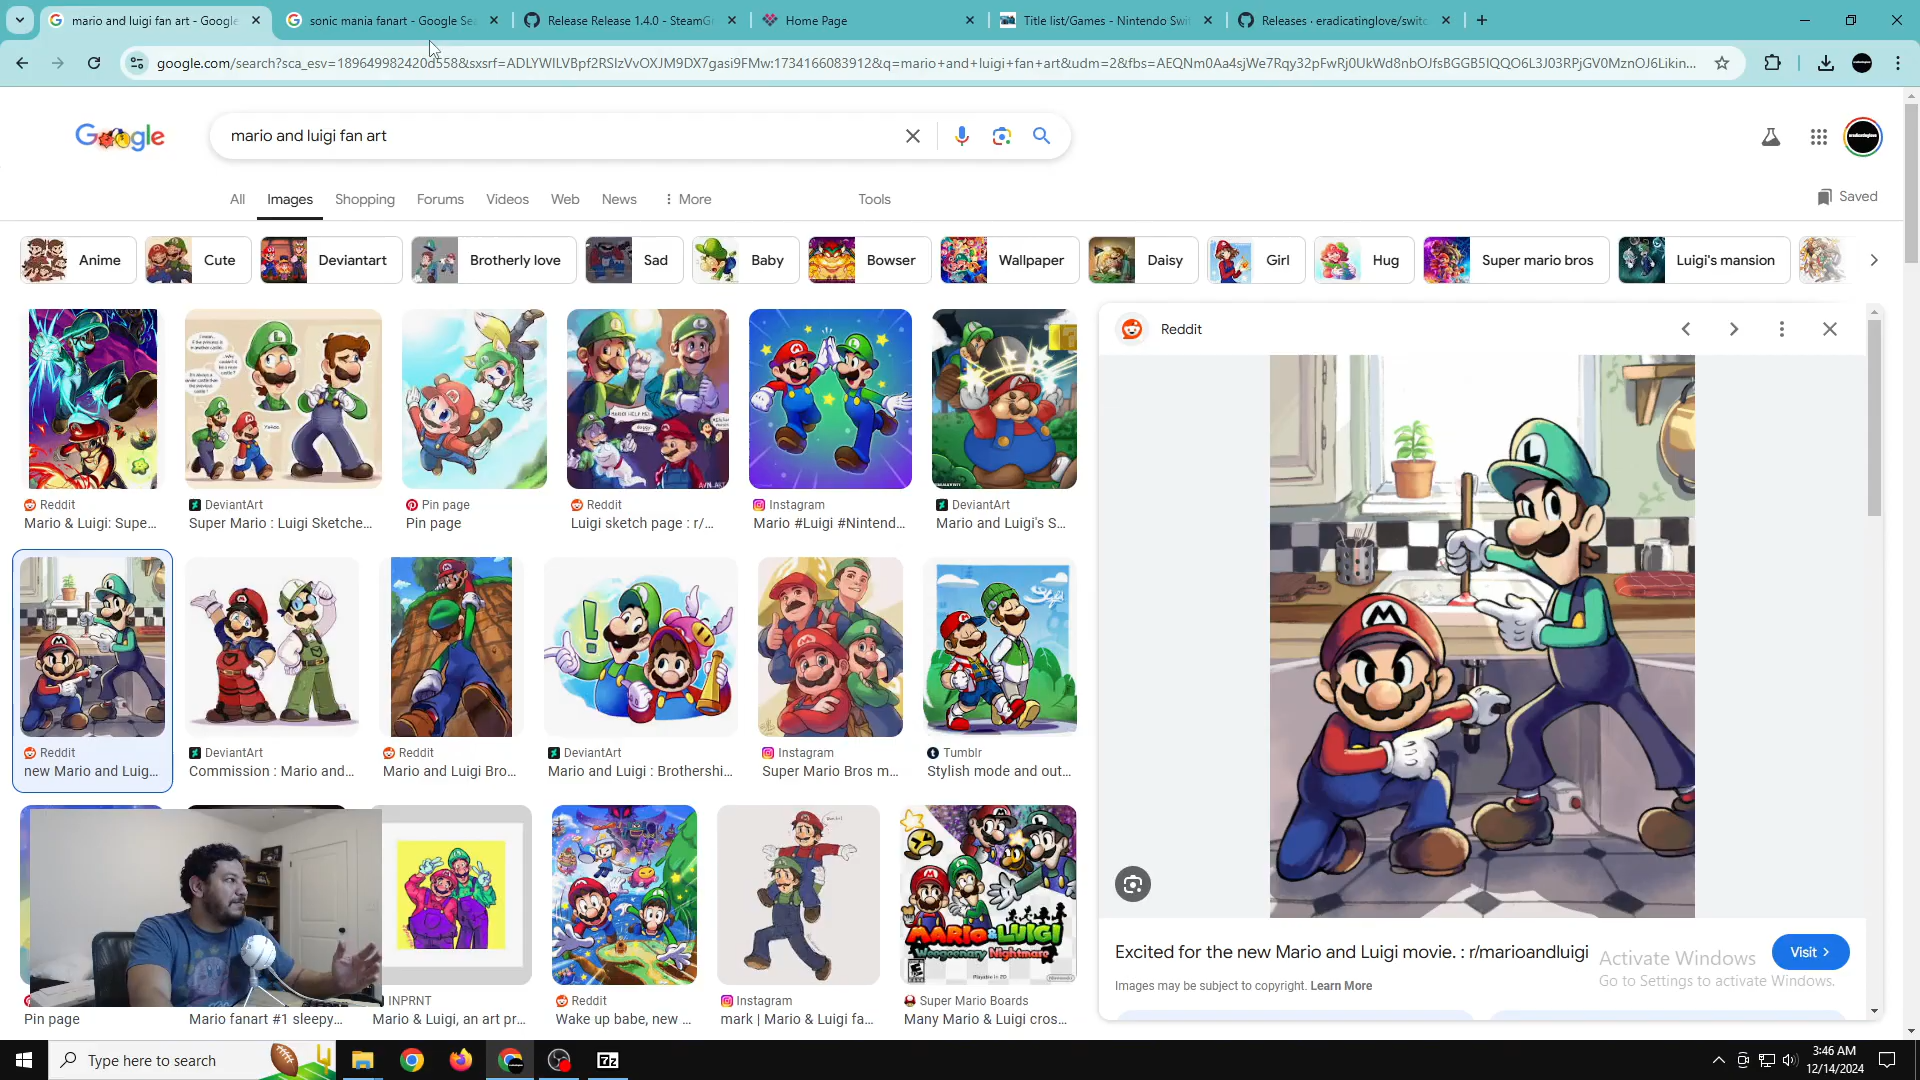 mario and luigi fan art - Google
sonic mania fanart - Google Sea
Release Release 1.4.0 - SteamGr
Home Page
Title list/Games - Nintendo Swit
Releases · eradicatinglove/switc
google.com/search?sca_esv=189649982420d558&sxsrf=ADLYWILVBpf2RSIzVvOXJM9DX7gasi9FMw:1734166083912&q=mario+and+luigi+fan+art&udm=2&fbs=AEQNm0Aa4sjWe7Rqy32pFwRj0UkWd8nbOJfsBGGB5IQQO6L3J03RPjGV0MznOJ6Likin...
Google
mario and luigi fan art
All
Images
Shopping
Forums
Videos
Web
News
More
Tools
Saved
Anime
Cute
Deviantart
Brotherly love
Sad
Baby
Bowser
Wallpaper
Daisy
Girl
Hug
Super mario bros
Luigi's mansion
Reddit
Mario & Luigi: Supe...
DeviantArt
Super Mario : Luigi Sketche...
Pin page
Pin page
Reddit
Luigi sketch page : r/...
Instagram
Mario #Luigi #Nintend...
DeviantArt
Mario and Luigi's S...
Reddit
new Mario and Luig...
DeviantArt
Commission : Mario and...
Reddit
Mario and Luigi Bro...
DeviantArt
Mario and Luigi : Brothershi...
Instagram
Super Mario Bros m...
Tumblr
Stylish mode and out...
Pin page
Mario fanart #1 sleepy...
INPRNT
Mario & Luigi, an art pr...
Reddit
Wake up babe, new ...
Instagram
mark | Mario & Luigi fa...
MARIO & LUIGI
Super Mario Boards
Many Mario & Luigi cros...
Reddit
L
M
Excited for the new Mario and Luigi movie. : r/marioandluigi
Visit
Images may be subject to copyright. Learn More
Activate Windows
Go to Settings to activate Windows.
Type here to search
7z
3:46 AM
12/14/2024